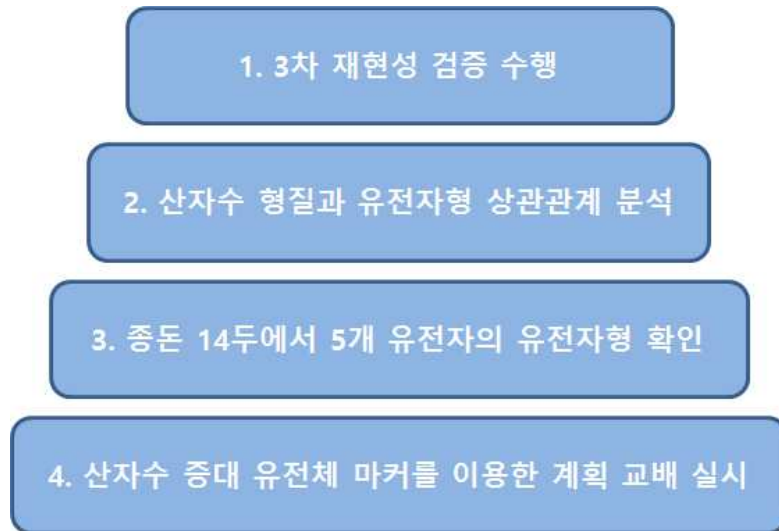 1. 3차 재현성 검증 수행
2. 산자수 형질과 유전자형 상관관계 분석
3. 종돈 14두에서 5개 유전자의 유전자형 확인
4. 산자수 증대 유전체 마커를 이용한 계획 교배 실시